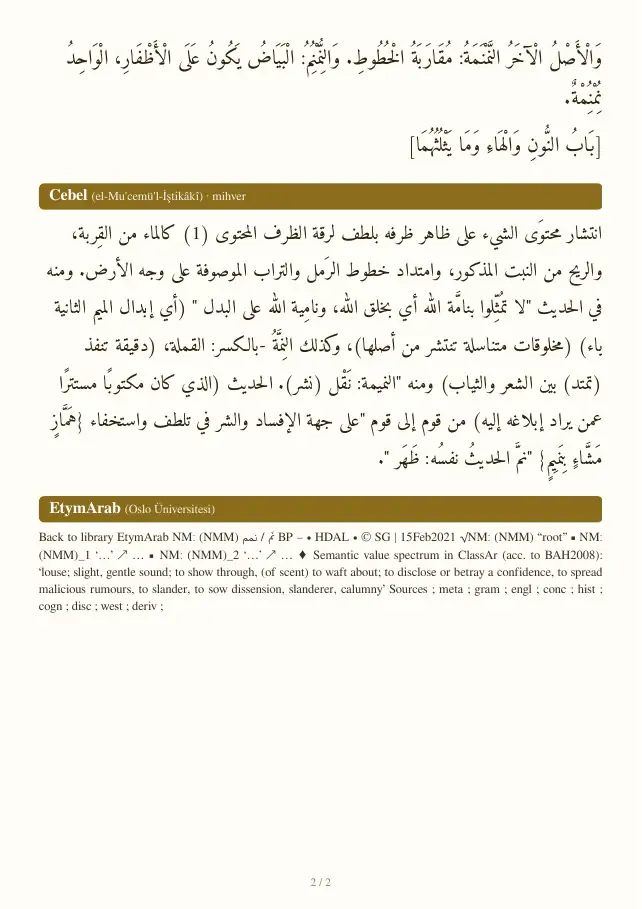 وَالْأَصْلُ الْآخَرُ النَّمْنَمَةُ: مُقَارَبَةُ الْخُطُوطِ. وَالنِّمْنِمُ: الْبَيَاضُ يَكُونُ عَلَى الْأَظْفَارِ، الْوَاحِدُ
نِمْنِمْةٌ.
[بَابُ النُّونِ وَالْهَاءِ وَمَا يَثْلُثُهُمَا]
Cebel (el-Mu'cemü'l-İştikâkî) · mihver
انتشار محتوَى الشيء على ظاهر ظرفه بلطف لرقة الظرف المحتوى (1) كالماء من القِربة،
والريح من النبت المذكور، وامتداد خطوط الرَمل والتراب الموصوفة على وجه الأرض. ومنه
في الحديث "لا تمُثّلوا بنامَّة الله أي بخلق الله، ونامِية الله على البدل " (أي إبدال الميم الثانية
ياء) (مخلوقات متناسلة تنتشر من أصلها)، وكذلك النِمَّةُ -بالكسر: القملة، (دقيقة تنفذ
(تمتد) بين الشعر والثياب) ومنه "النميمة: نَقْل (نشر). الحديث (الذي كان مكتوبًا مستترًا
عمن يراد إبلاغه إليه) من قوم إلى قوم "على جهة الإفساد والشر في تلطف واستخفاء {هَمَّازٍ
مَشَّاءٍ بِنَمِيمٍ} "نمَّ الحديثُ نفسُه: ظَهَر ".
EtymArab (Oslo Üniversitesi)
Back to library EtymArab NM: (NMM) نمّ / نمم BP – • HDAL • © SG | 15Feb2021 √NM: (NMM) “root” ▪ NM:
(NMM)_1 ‘…’ ↗ … ▪ NM: (NMM)_2 ‘…’ ↗ … ♦ Semantic value spectrum in ClassAr (acc. to BAH2008):
‘louse; slight, gentle sound; to show through, (of scent) to waft about; to disclose or betray a confidence, to spread
malicious rumours, to slander, to sow dissension, slanderer, calumny’ Sources ; meta ; gram ; engl ; conc ; hist ;
cogn ; disc ; west ; deriv ;
2 / 2